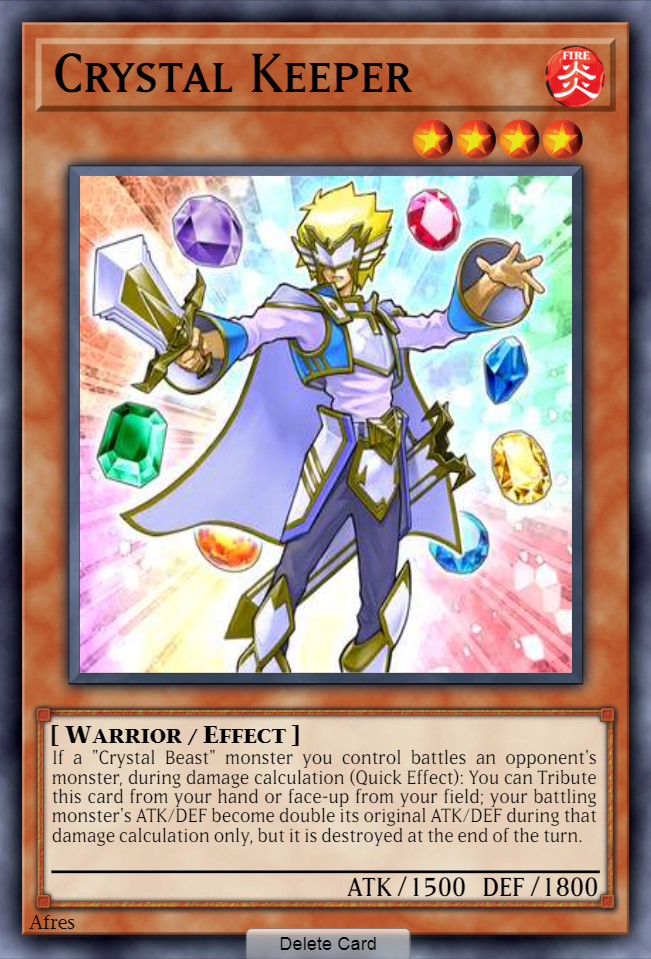 Crystal Keeper
FIRE
炎
[ Warrior / Effect ]
If a "Crystal Beast" monster you control battles an opponent's
monster, during damage calculation (Quick Effect): You can Tribute
this card from your hand or face-up from your field; your battling
monster's ATK/DEF become double its original ATK/DEF during that
damage calculation only, but it is destroyed at the end of the turn.
ATK / 1500 DEF / 1800
Afres
Delete Card